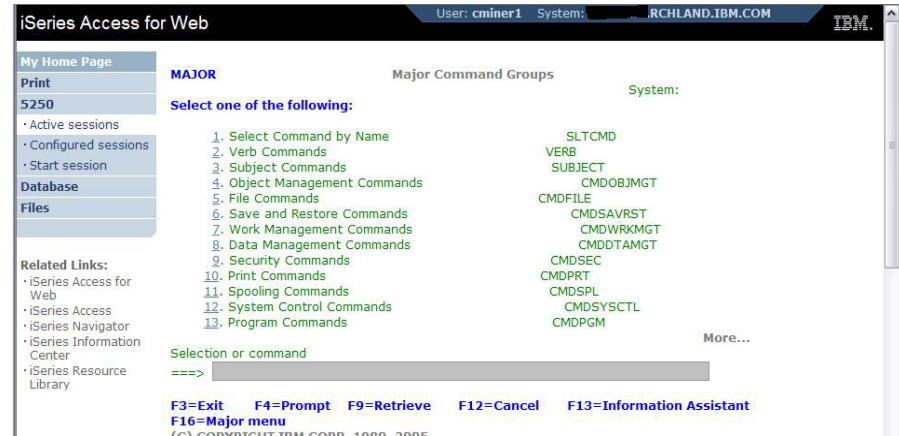 iSeries Access for Web
User: cminer1 System: RCHLAND.IBM.COM
IBM.
My Home Page
Print
5250
· Active sessions
· Configured sessions
· Start session
Database
Files
Related Links:
· iSeries Access for
Web
· iSeries Access
· iSeries Navigator
· iSeries Information
Center
· iSeries Resource
Library
MAJOR Major Command Groups
System:
Select one of the following:
1. Select Command by Name SLTCMD
2. Verb Commands VERB
3. Subject Commands SUBJECT
4. Object Management Commands CMDOBJMGT
5. File Commands CMDFILE
6. Save and Restore Commands CMDSAVRST
7. Work Management Commands CMDWRKMGT
8. Data Management Commands CMDDTAMGT
9. Security Commands CMDSEC
10. Print Commands CMDPRT
11. Spooling Commands CMDSPL
12. System Control Commands CMDSYSCTL
13. Program Commands CMDPGM
More...
Selection or command
===>
F3=Exit F4=Prompt F9=Retrieve F12=Cancel F13=Information Assistant
F16=Major menu
(C) COPYRIGHT IBM CORP. 1980, 2005.